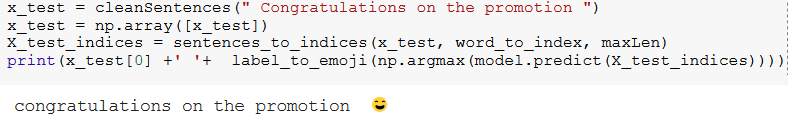 x_test = cleanSentences(" Congratulations on the promotion ")
x_test = np.array([x_test])
X_test_indices = sentences_to_indices(x_test, word_to_index, maxLen)
print(x_test[0] +' '+  label_to_emoji(np.argmax(model.predict(X_test_indices))))
congratulations on the promotion 😄